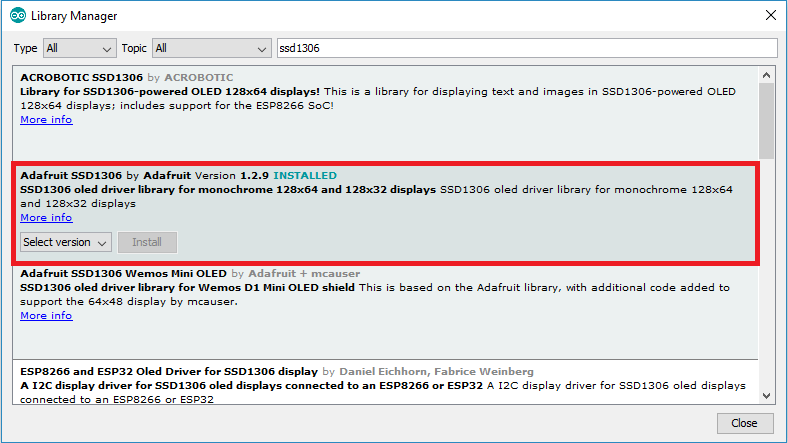 Library Manager
Type All Topic All ssd1306
ACROBOTIC SSD1306 by ACROBOTIC
Library for SSD1306-powered OLED 128x64 displays! This is a library for displaying text and images in SSD1306-powered OLED
128x64 displays; includes support for the ESP8266 SoC!
More info
Adafruit SSD1306 by Adafruit Version 1.2.9 INSTALLED
SSD1306 oled driver library for monochrome 128x64 and 128x32 displays SSD1306 oled driver library for monochrome 128x64
and 128x32 displays
More info
Select version Install
Adafruit SSD1306 Wemos Mini OLED by Adafruit + mcauser
SSD1306 oled driver library for Wemos D1 Mini OLED shield This is based on the Adafruit library, with additional code added to
support the 64x48 display by mcauser.
More info
ESP8266 and ESP32 Oled Driver for SSD1306 display by Daniel Eichhorn, Fabrice Weinberg
A I2C display driver for SSD1306 oled displays connected to an ESP8266 or ESP32 A I2C display driver for SSD1306 oled displays
connected to an ESP8266 or ESP32
Close